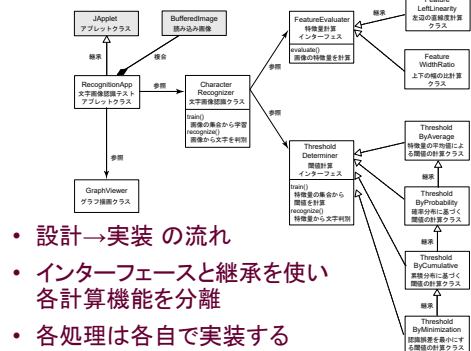 JApplet
アプレットクラス
BufferedImage
読み込み画像
継承
複合
RecognitionApp
文字画像認識テスト
アプレットクラス
参照
Character
Recognizer
文字画像認識クラス
train()
画像の集合から学習
recognize()
画像から文字を判別
参照
GraphViewer
グラフ描画クラス
参照
参照
FeatureEvaluater
特徴量計算
インターフェス
evaluate()
画像の特徴量を計算
継承
Feature
LeftLinearity
左辺の直線度計算
クラス
Feature
WidthRatio
上下の幅の比計算
クラス
Threshold
Determiner
閾値計算
インターフェス
train()
特徴量の集合から
閾値を計算
recognize()
特徴量から文字判別
Threshold
ByAverage
特徴量の平均値によ
る閾値の計算クラス
継承
Threshold
ByProbability
確率分布に基づく
閾値の計算クラス
継承
Threshold
ByCumulative
累積分布に基づく
閾値の計算クラス
継承
Threshold
ByMinimization
認識誤差を最小にす
る閾値の計算クラス
• 設計→実装 の流れ
• インターフェースと継承を使い
各計算機能を分離
• 各処理は各自で実装する